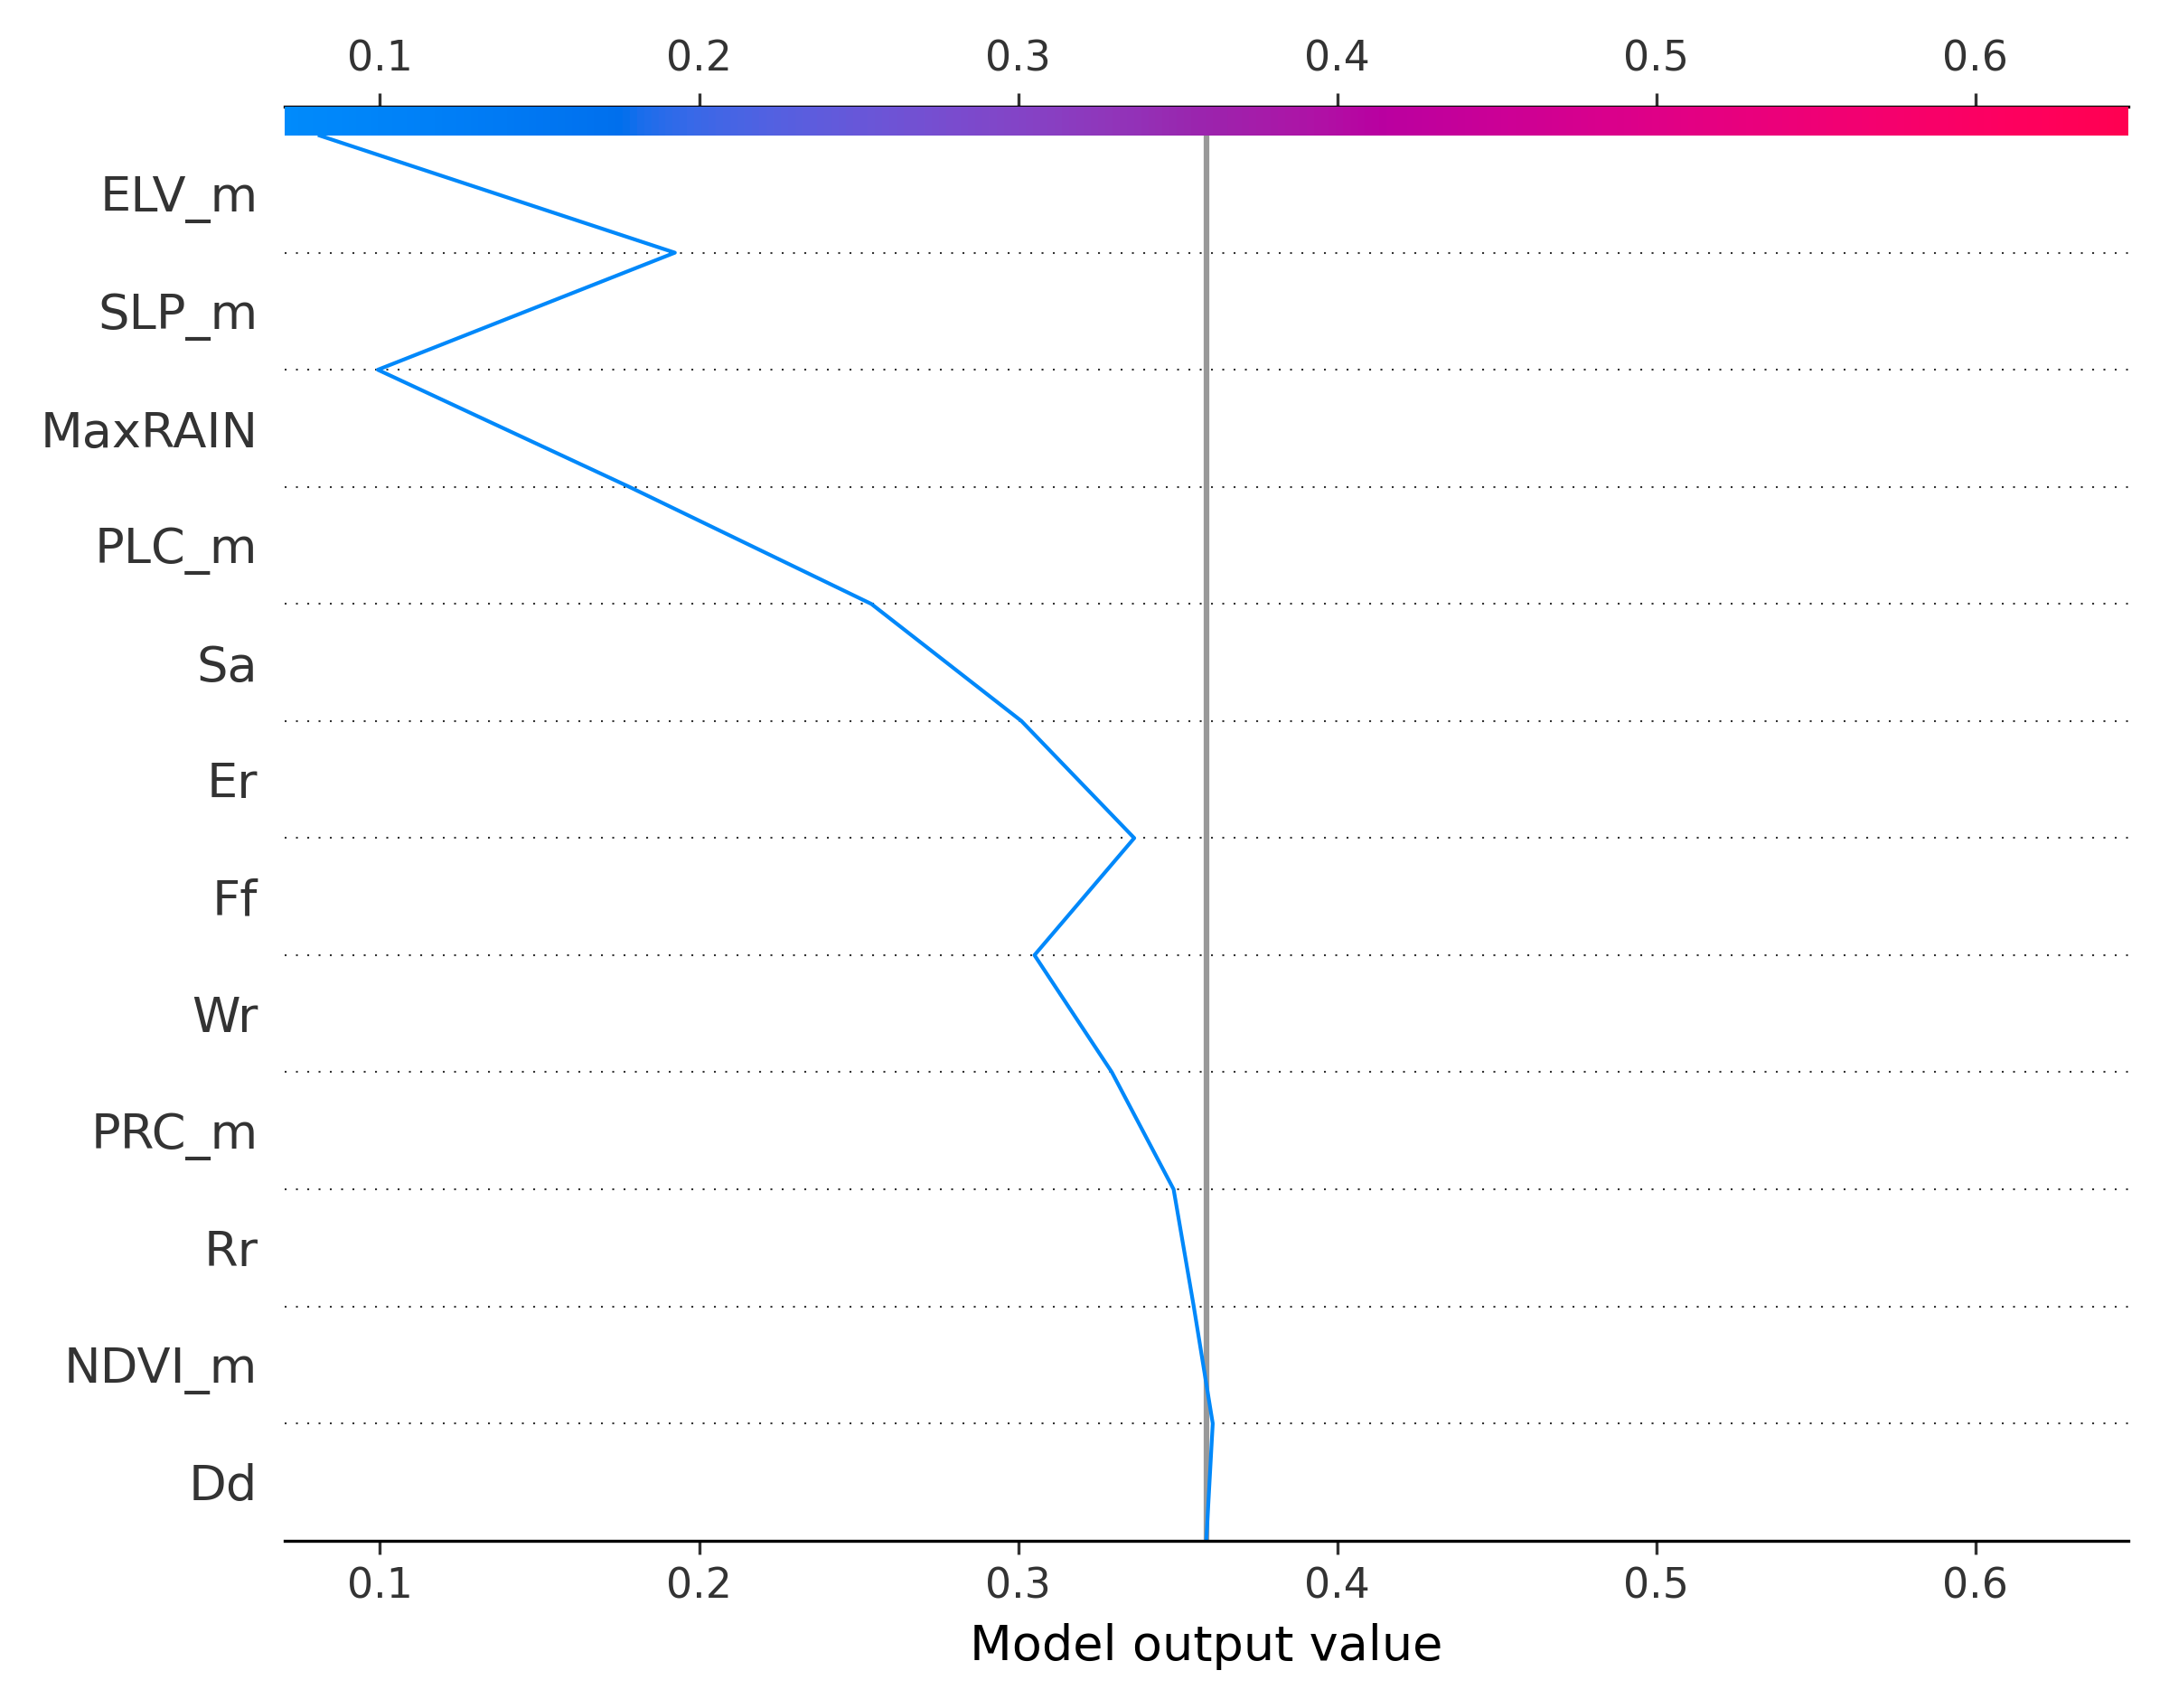 0.1 0.2 0.3 0.4 0.5 0.6
ELV_m
SLP_m
MaxRAIN
PLC_m
Sa
Er
Ff
Wr
PRC_m
Rr
NDVI_m
Dd
0.1 0.2 0.3 0.4 0.5 0.6
Model output value